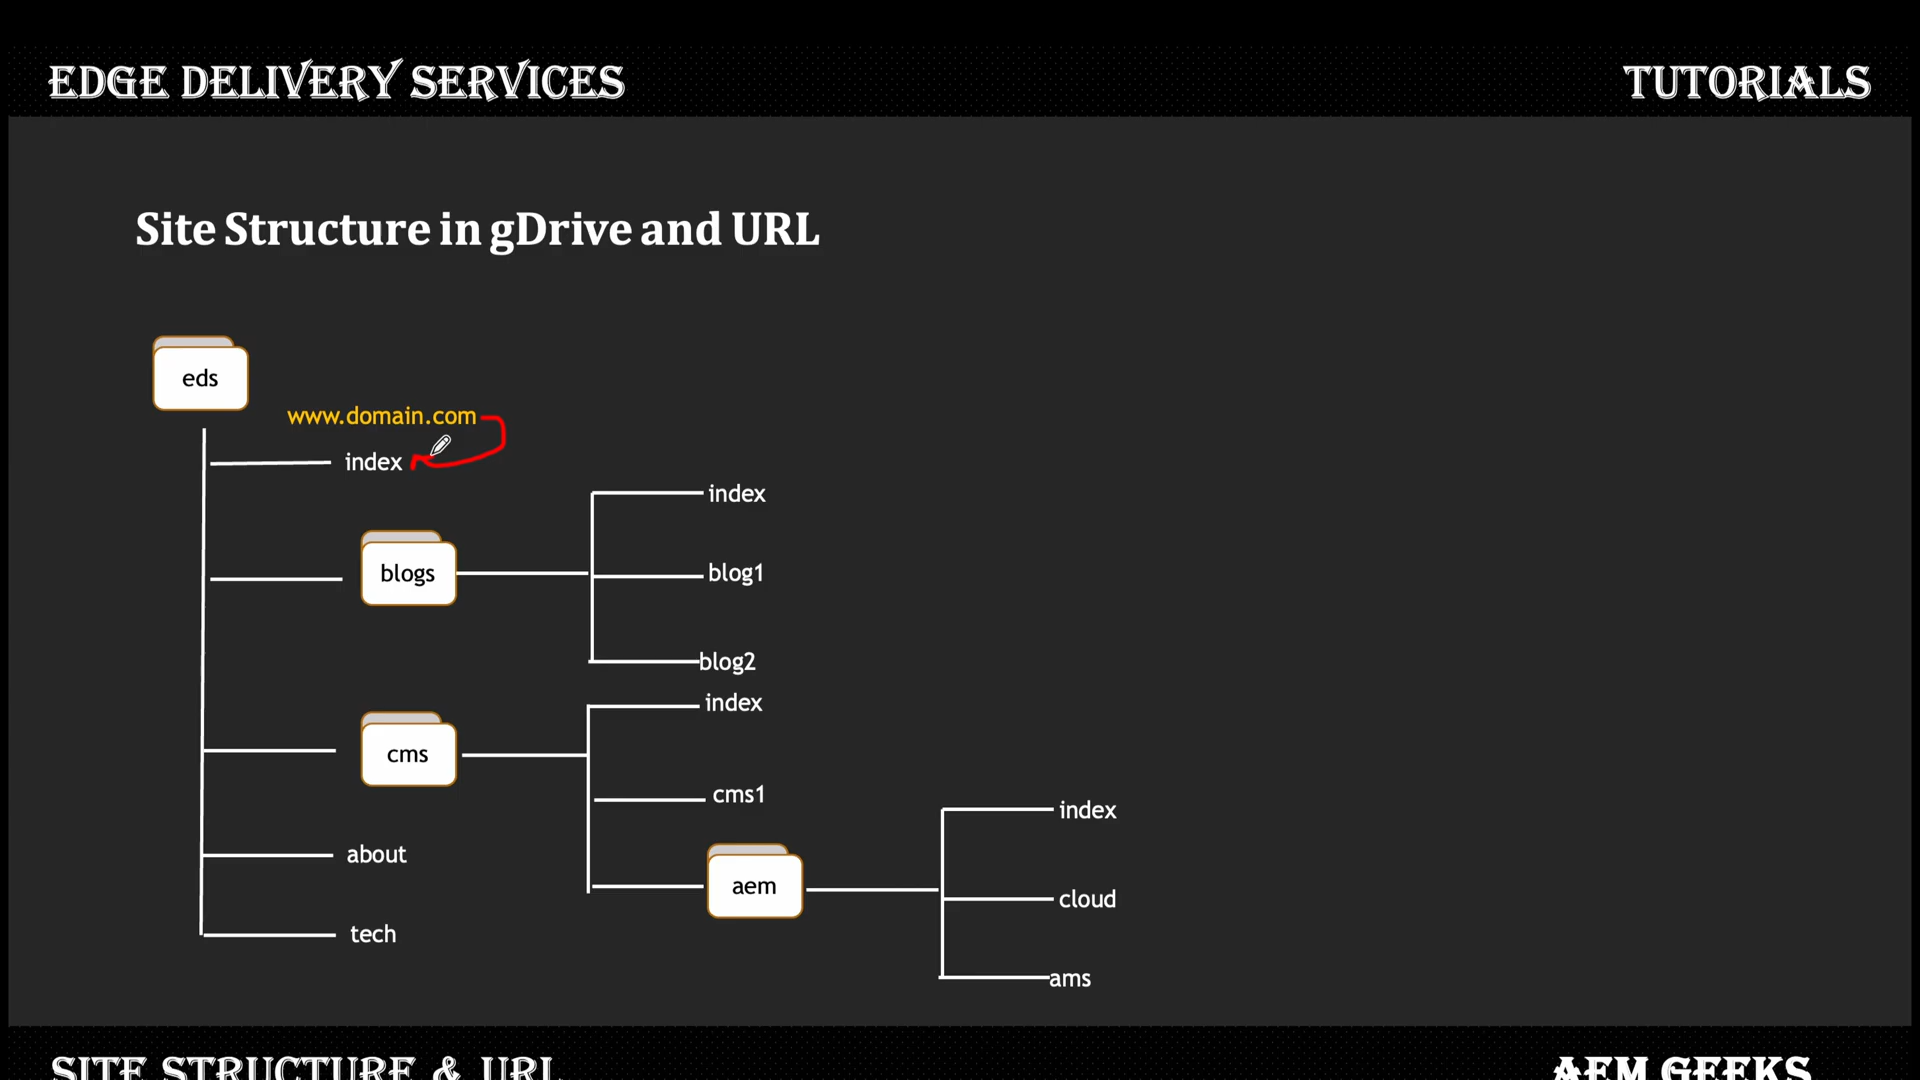 EDGE DELIVERY SERVICES
TUTORIALS
Site Structure in gDrive and URL
eds
www.domain.com
index
index
blogs
blog1
blog2
index
cms
cms1
index
about
aem
cloud
tech
ams
SITE STRUCTURE & URL
AEM GEEKS